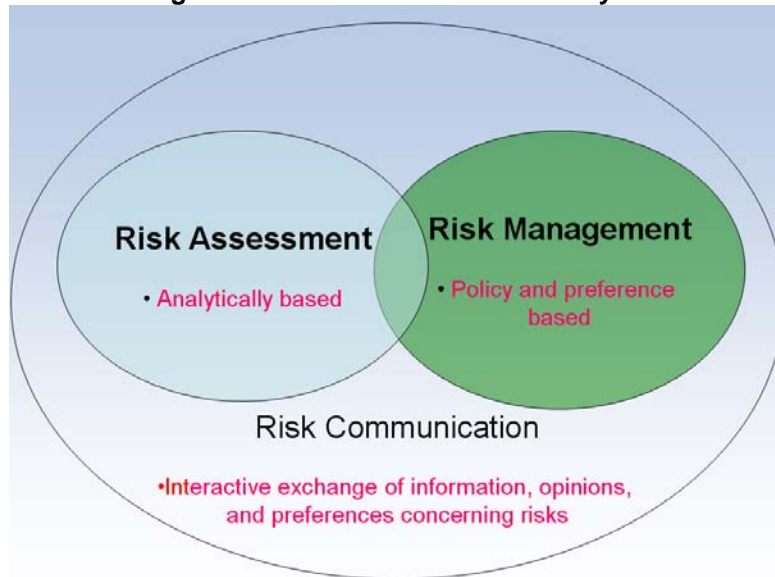 Risk Assessment
• Analytically based
Risk Management
• Policy and preference
based
Risk Communication
•Interactive exchange of information, opinions,
and preferences concerning risks